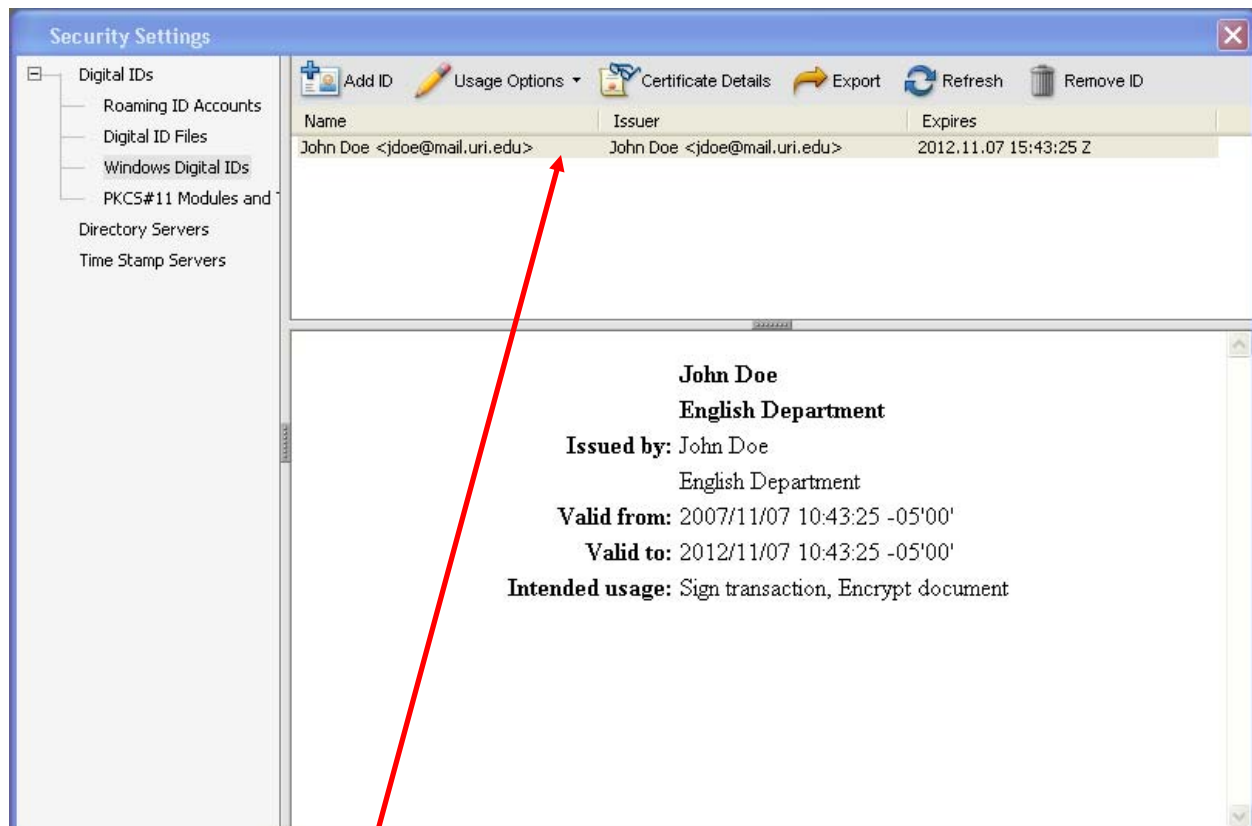 Security Settings
Digital IDs
Roaming ID Accounts
Digital ID Files
Windows Digital IDs
PKCS#11 Modules and
Directory Servers
Time Stamp Servers
Add ID Usage Options Certificate Details Export Refresh Remove ID
Name Issuer Expires
John Doe <jdoe@mail.uri.edu> John Doe <jdoe@mail.uri.edu> 2012.11.07 15:43:25 Z
John Doe
English Department
Issued by: John Doe
English Department
Valid from: 2007/11/07 10:43:25 -05'00'
Valid to: 2012/11/07 10:43:25 -05'00'
Intended usage: Sign transaction, Encrypt document